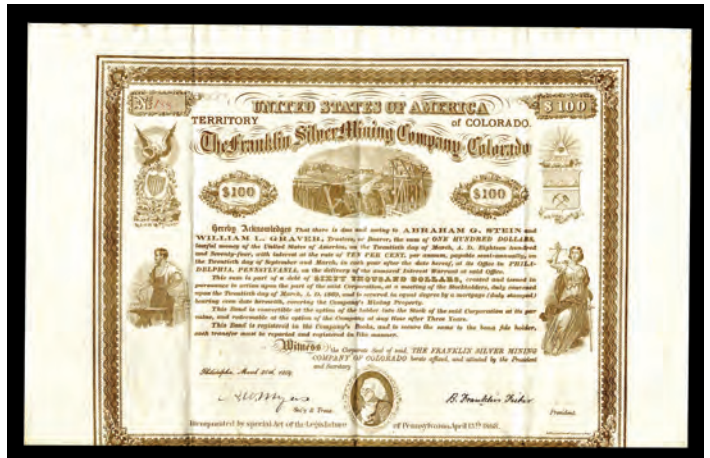 No.
UNITED STATES OF AMERICA
$100
TERRITORY of COLORADO.
The Franklin Silver Mining Company Colorado
$100 $100
Hereby Acknowledges That there is due and owing to ABRAHAM G. STEIN and
WILLIAM L. GRAVER, Trustees, or Bearer, the sum of ONE HUNDRED DOLLARS,
lawful money of the United States of America, on the Twentieth day of March, A. D. Eighteen hundred
and Seventy-four, with interest at the rate of TEN PER CENT. per annum, payable semi-annually, on
the Twentieth day of September and March, in each year after the date hereof, at its Office in PHILA-
DELPHIA, PENNSYLVANIA, on the delivery of the annexed Interest Warrant at said Office.
This sum is part of a debt of SIXTY THOUSAND DOLLARS, created and issued in
pursuance to action upon the part of the said Corporation, at a meeting of the Stockholders, duly convened
upon the Twentieth day of March, A. D. 1869, and is secured in equal degree by a mortgage (duly stamped)
bearing even date herewith, covering the Company's Mining Property.
This Bond is convertible at the option of the holder into the Stock of the said Corporation at its par
value, and redeemable at the option of the Company at any time after Three Years.
This Bond is registered in the Company's Books, and to secure the same to the bona fide holder,
each transfer must be reported and registered in like manner.
Witness the Corporate Seal of said, THE FRANKLIN SILVER MINING
COMPANY OF COLORADO hereto affixed, and attested by the President
and Secretary
Philadelphia March 20th 1869.
B. Franklin Fisher
Sec'y & Treas. President.
Incorporated by special Act of the Legislature of Pennsylvania, April 13th